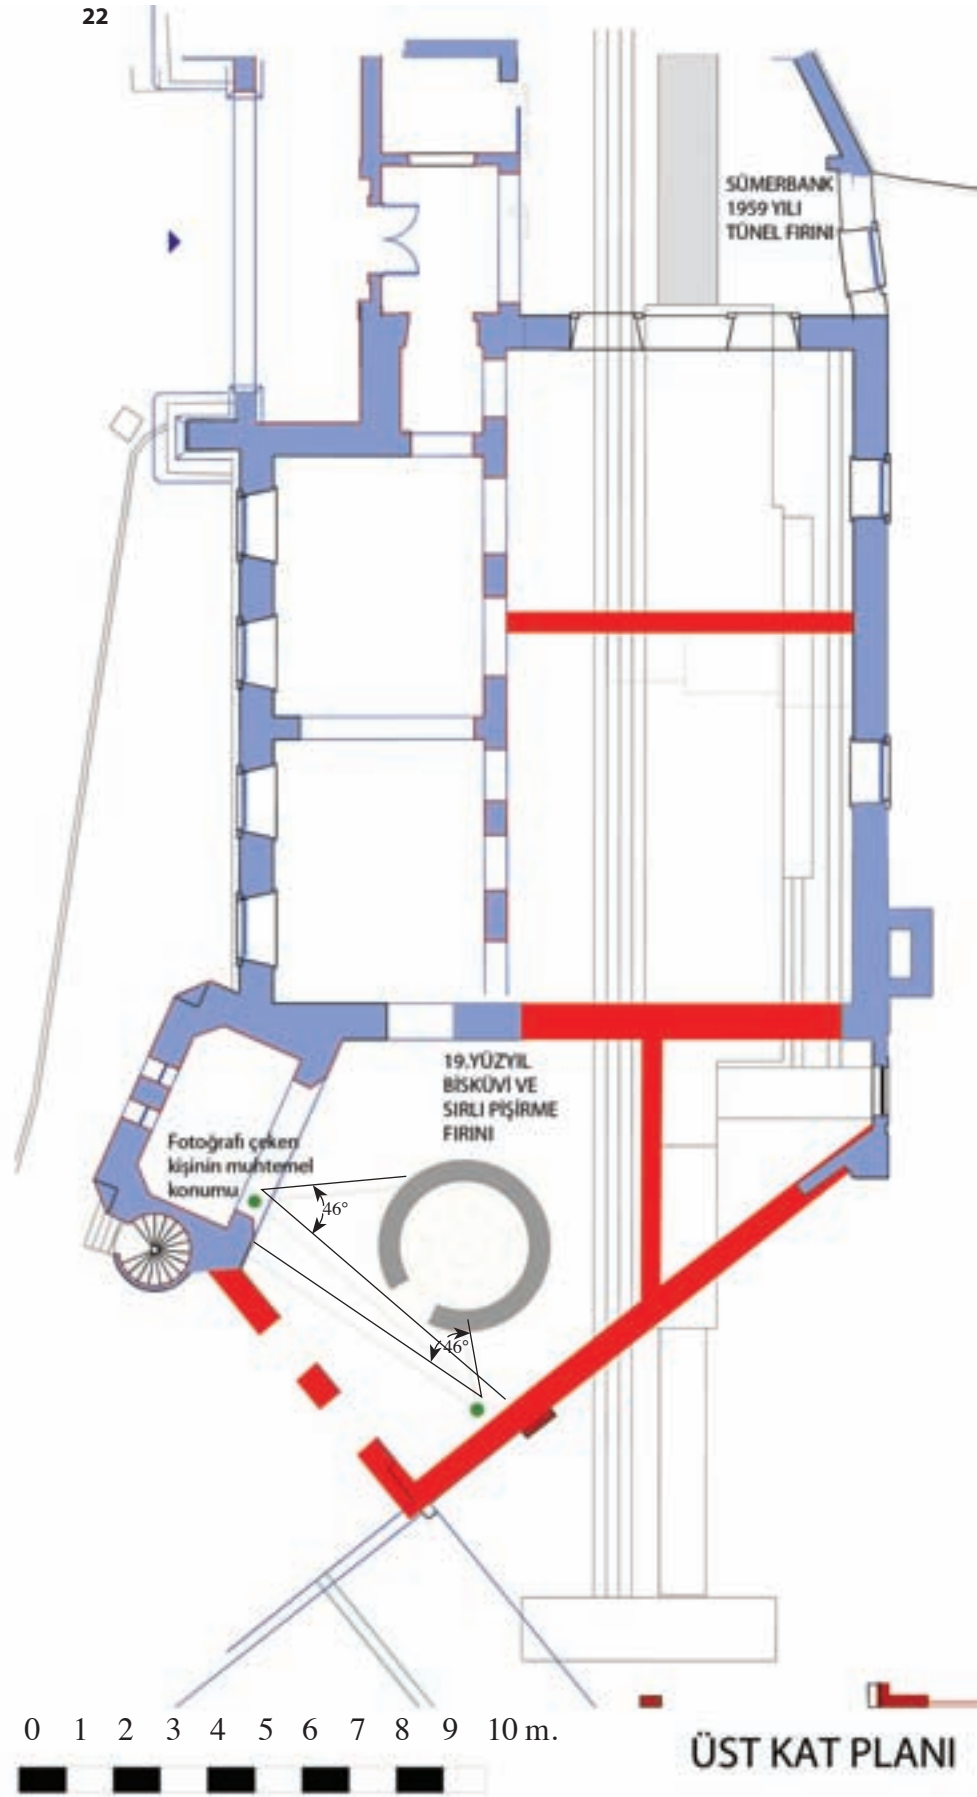 22
SÜMERBANK
1959 YILI
TÜNEL FIRINI
19.YÜZYIL
BİSKÜVİ VE
SIRLI PİŞİRME
FIRINI
Fotoğrafı çeken
kişinin muhtemel
konumu
46°
46°
0 1 2 3 4 5 6 7 8 9 10 m.
ÜST KAT PLANI